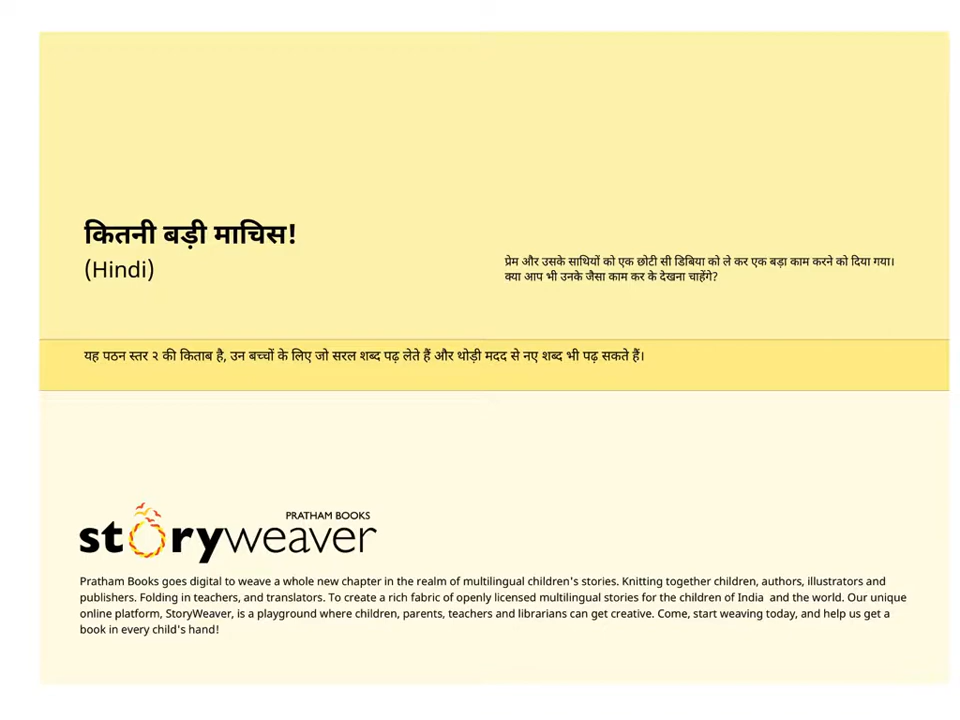 कितनी बड़ी माचिस!
(Hindi)
प्रेम और उसके साथियों को एक छोटी सी डिबिया को ले कर एक बड़ा काम करने को दिया गया।
क्या आप भी उनके जैसा काम कर के देखना चाहेंगे?
यह पठन स्तर २ की किताब है, उन बच्चों के लिए जो सरल शब्द पढ़ लेते हैं और थोड़ी मदद से नए शब्द भी पढ़ सकते हैं।
PRATHAM BOOKS
storyweaver
Pratham Books goes digital to weave a whole new chapter in the realm of multilingual children's stories. Knitting together children, authors, illustrators and
publishers. Folding in teachers, and translators. To create a rich fabric of openly licensed multilingual stories for the children of India and the world. Our unique
online platform, StoryWeaver, is a playground where children, parents, teachers and librarians can get creative. Come, start weaving today, and help us get a
book in every child's hand!